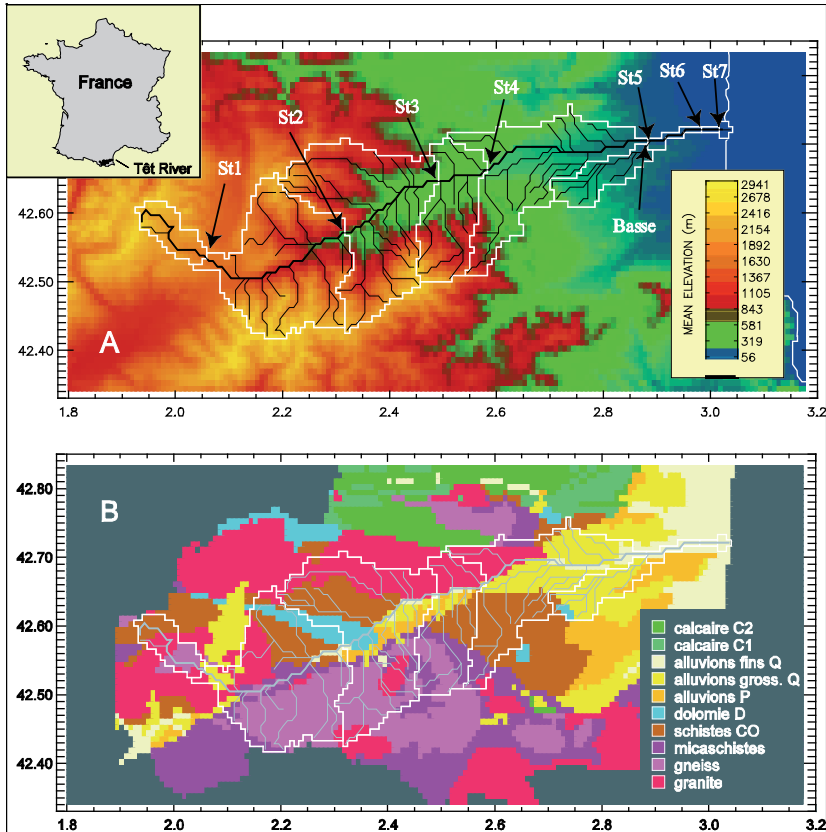 France
Têt River
St1
St2
St3
St4
St5
St6
St7
Basse
42.60
42.50
42.40
A
MEAN ELEVATION (m)
2941
2678
2416
2154
1892
1630
1367
1105
843
581
319
56
1.8 2.0 2.2 2.4 2.6 2.8 3.0 3.2
B
42.80
42.70
42.60
42.50
42.40
calcaire C2
calcaire C1
alluvions fins Q
alluvions gross. Q
alluvions P
dolomie D
schistes CO
micaschistes
gneiss
granite
1.8 2.0 2.2 2.4 2.6 2.8 3.0 3.2